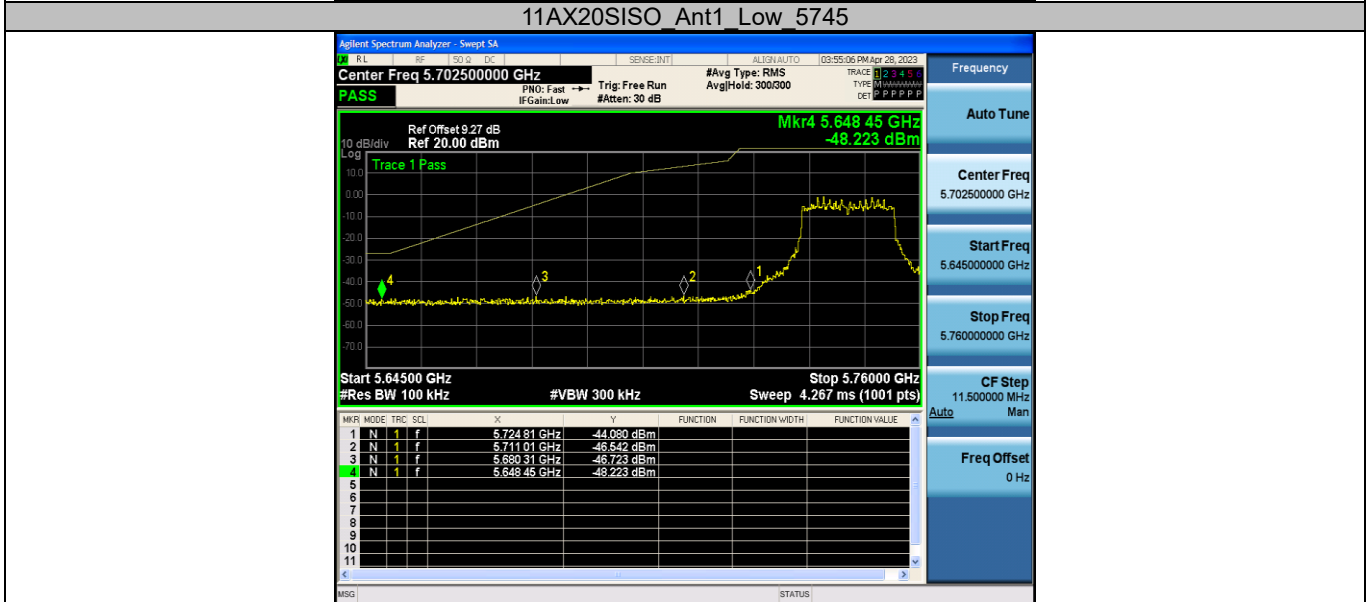 11AX20SISO_Ant1_Low_5745
Agilent Spectrum Analyzer - Swept SA
RL RF 50 Ω DC SENSE:INT ALIGN AUTO 03:55:06 PM Apr 28, 2023
Center Freq 5.702500000 GHz
PASS
PNO: Fast
IFGain:Low
Trig: Free Run
#Atten: 30 dB
#Avg Type: RMS
Avg|Hold: 300/300
TRACE 1 2 3 4 5 6
TYPE M
DET P P P P P P
Mkr4 5.648 45 GHz
-48.223 dBm
Ref Offset 9.27 dB
10 dB/div Ref 20.00 dBm
Log
Trace 1 Pass
10.0
0.00
-10.0
-20.0
-30.0
-40.0
-50.0
-60.0
-70.0
4
3
2
1
Start 5.64500 GHz Stop 5.76000 GHz
#Res BW 100 kHz #VBW 300 kHz Sweep 4.267 ms (1001 pts)
MKR MODE TRC SCL X Y FUNCTION FUNCTION WIDTH FUNCTION VALUE
1 N 1 f 5.724 81 GHz -44.080 dBm
2 N 1 f 5.711 01 GHz -46.542 dBm
3 N 1 f 5.680 31 GHz -46.723 dBm
4 N 1 f 5.648 45 GHz -48.223 dBm
5
6
7
8
9
10
11
MSG STATUS
Frequency
Auto Tune
Center Freq
5.702500000 GHz
Start Freq
5.645000000 GHz
Stop Freq
5.760000000 GHz
CF Step
11.500000 MHz
Auto Man
Freq Offset
0 Hz